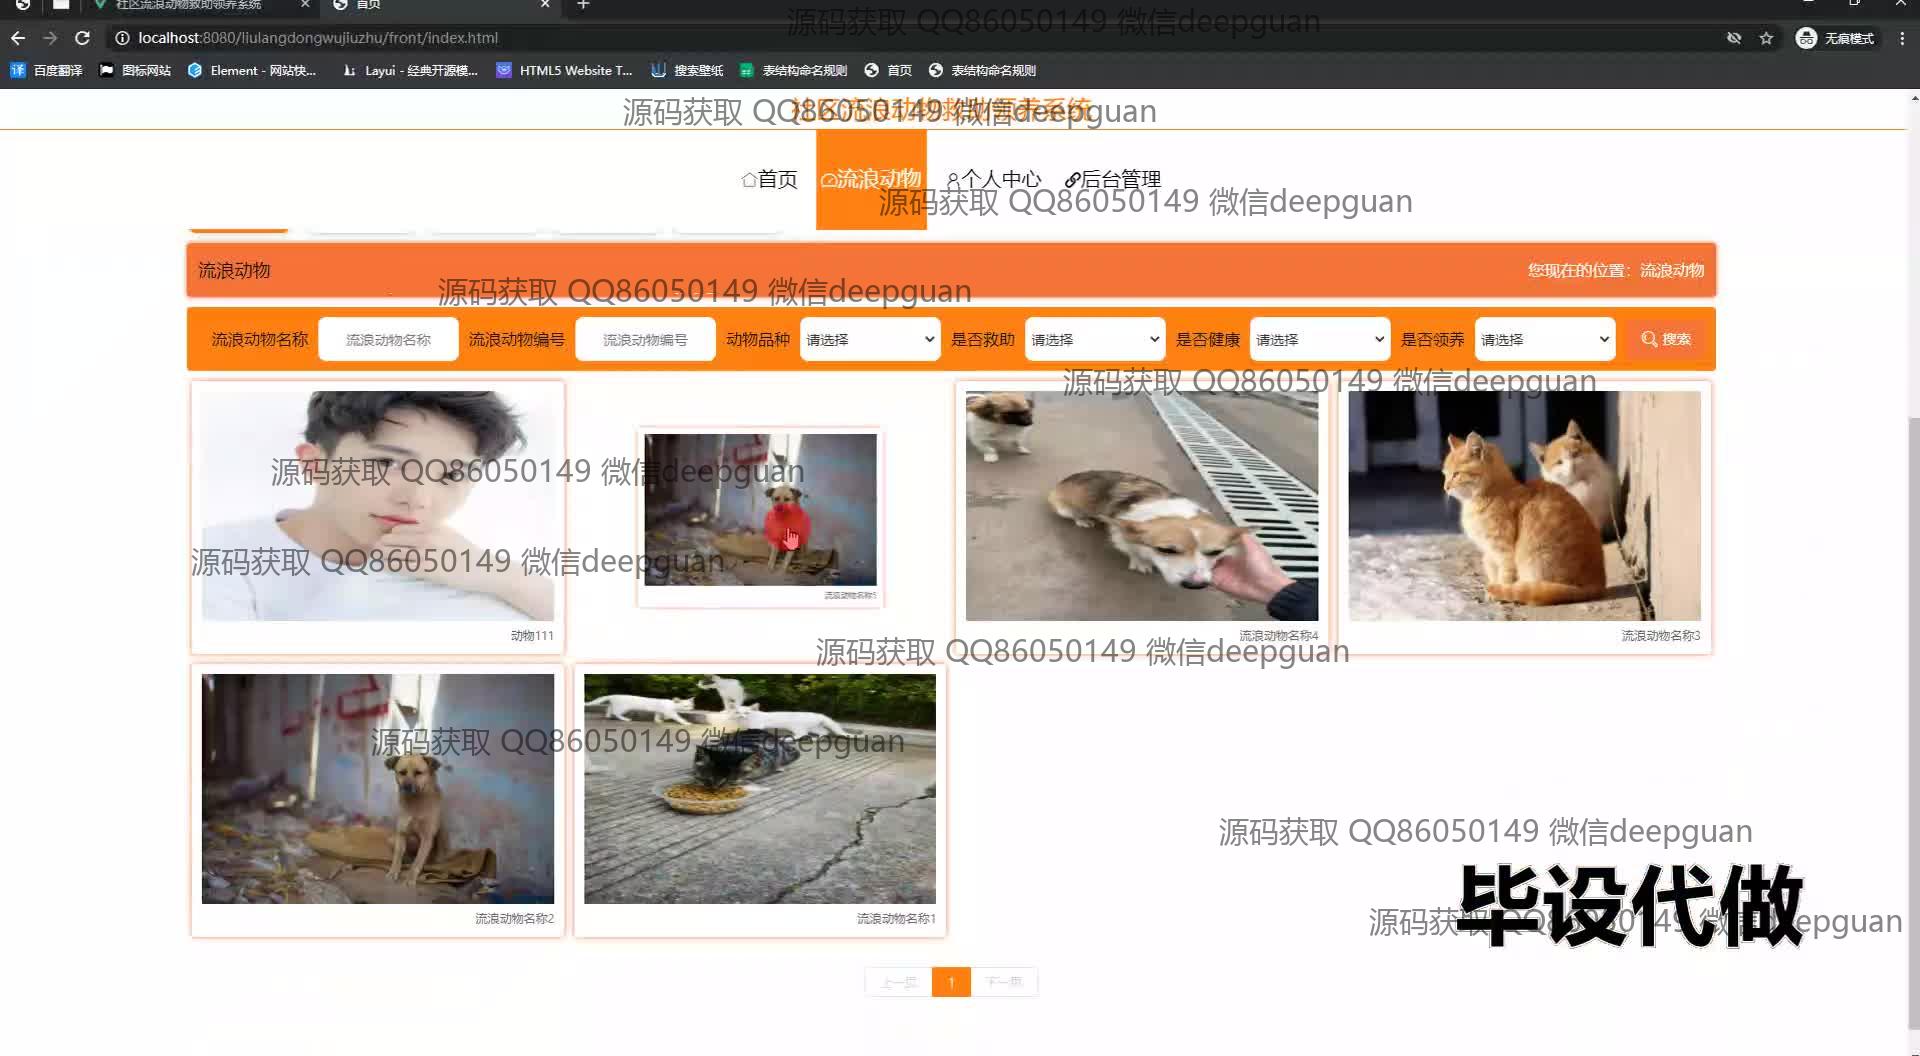 社区流浪动物救助领养系统
首页
源码获取 QQ86050149 微信deepguan
localhost:8080/liulangdongwujiuzhu/front/index.html
无痕模式
百度翻译 图标网站 Element - 网站快... Layui - 经典开源模... HTML5 Website T... 搜索壁纸 表结构命名规则 首页 表结构命名规则
社区流浪动物救助领养系统
源码获取 QQ86050149 微信deepguan
首页 流浪动物 个人中心 后台管理
源码获取 QQ86050149 微信deepguan
流浪动物 您现在的位置：流浪动物
源码获取 QQ86050149 微信deepguan
流浪动物名称 流浪动物名称 流浪动物编号 流浪动物编号 动物品种 请选择 是否救助 请选择 是否健康 请选择 是否领养 请选择 搜索
源码获取 QQ86050149 微信deepguan
源码获取 QQ86050149 微信deepguan
源码获取 QQ86050149 微信deepguan
流浪动物名称5
动物111 流浪动物名称4 流浪动物名称3
源码获取 QQ86050149 微信deepguan
源码获取 QQ86050149 微信deepguan
源码获取 QQ86050149 微信deepguan
毕设代做
流浪动物名称2 流浪动物名称1
源码获取 QQ86050149 微信deepguan
上一页 1 下一页